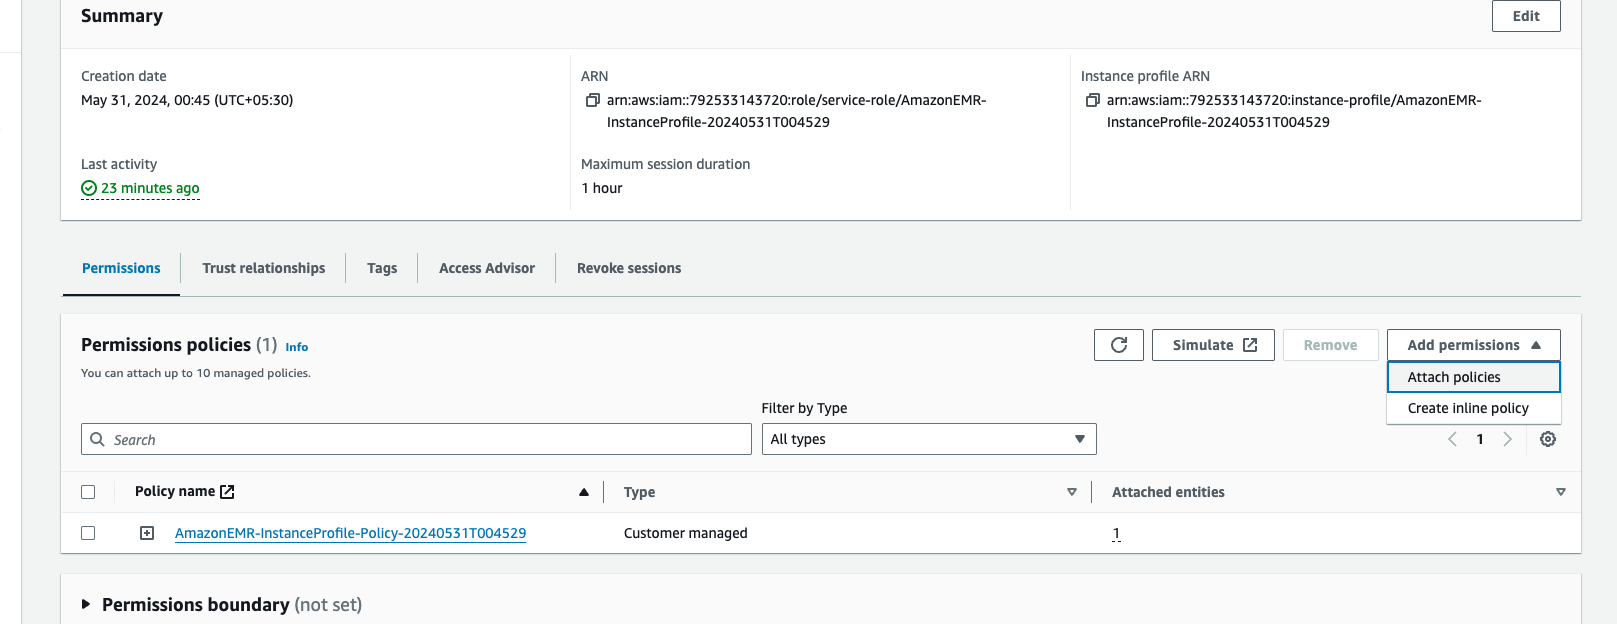 Summary
Edit
Creation date
May 31, 2024, 00:45 (UTC+05:30)
ARN
arn:aws:iam::792533143720:role/service-role/AmazonEMR-
InstanceProfile-20240531T004529
Instance profile ARN
arn:aws:iam::792533143720:instance-profile/AmazonEMR-
InstanceProfile-20240531T004529
Last activity
23 minutes ago
Maximum session duration
1 hour
Permissions
Trust relationships
Tags
Access Advisor
Revoke sessions
Permissions policies (1) Info
You can attach up to 10 managed policies.
Simulate
Remove
Add permissions
Attach policies
Create inline policy
Search
Filter by Type
All types
1
Policy name
Type
Attached entities
AmazonEMR-InstanceProfile-Policy-20240531T004529
Customer managed
1
Permissions boundary (not set)